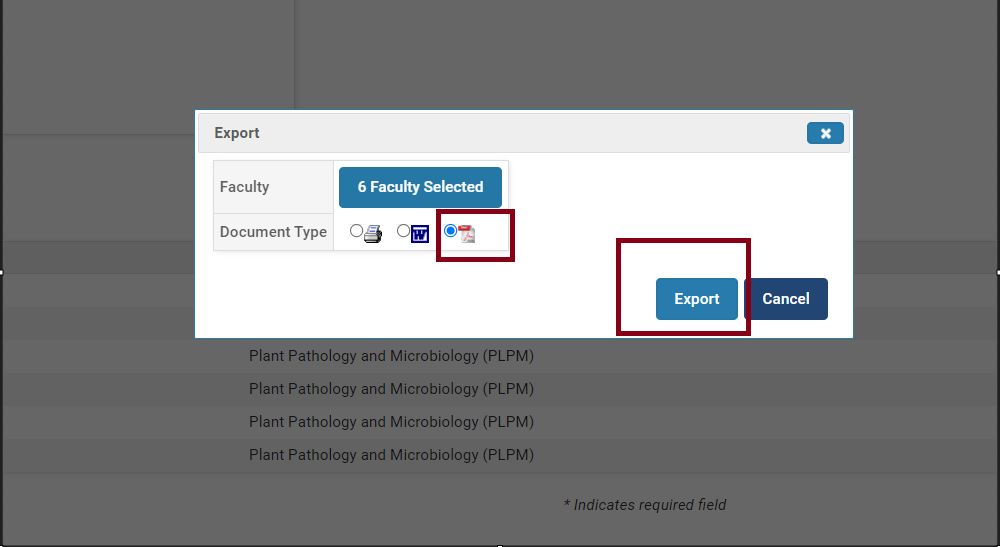 Export
Faculty
6 Faculty Selected
Document Type
W
Export
Cancel
Plant Pathology and Microbiology (PLPM)
Plant Pathology and Microbiology (PLPM)
Plant Pathology and Microbiology (PLPM)
Plant Pathology and Microbiology (PLPM)
* Indicates required field